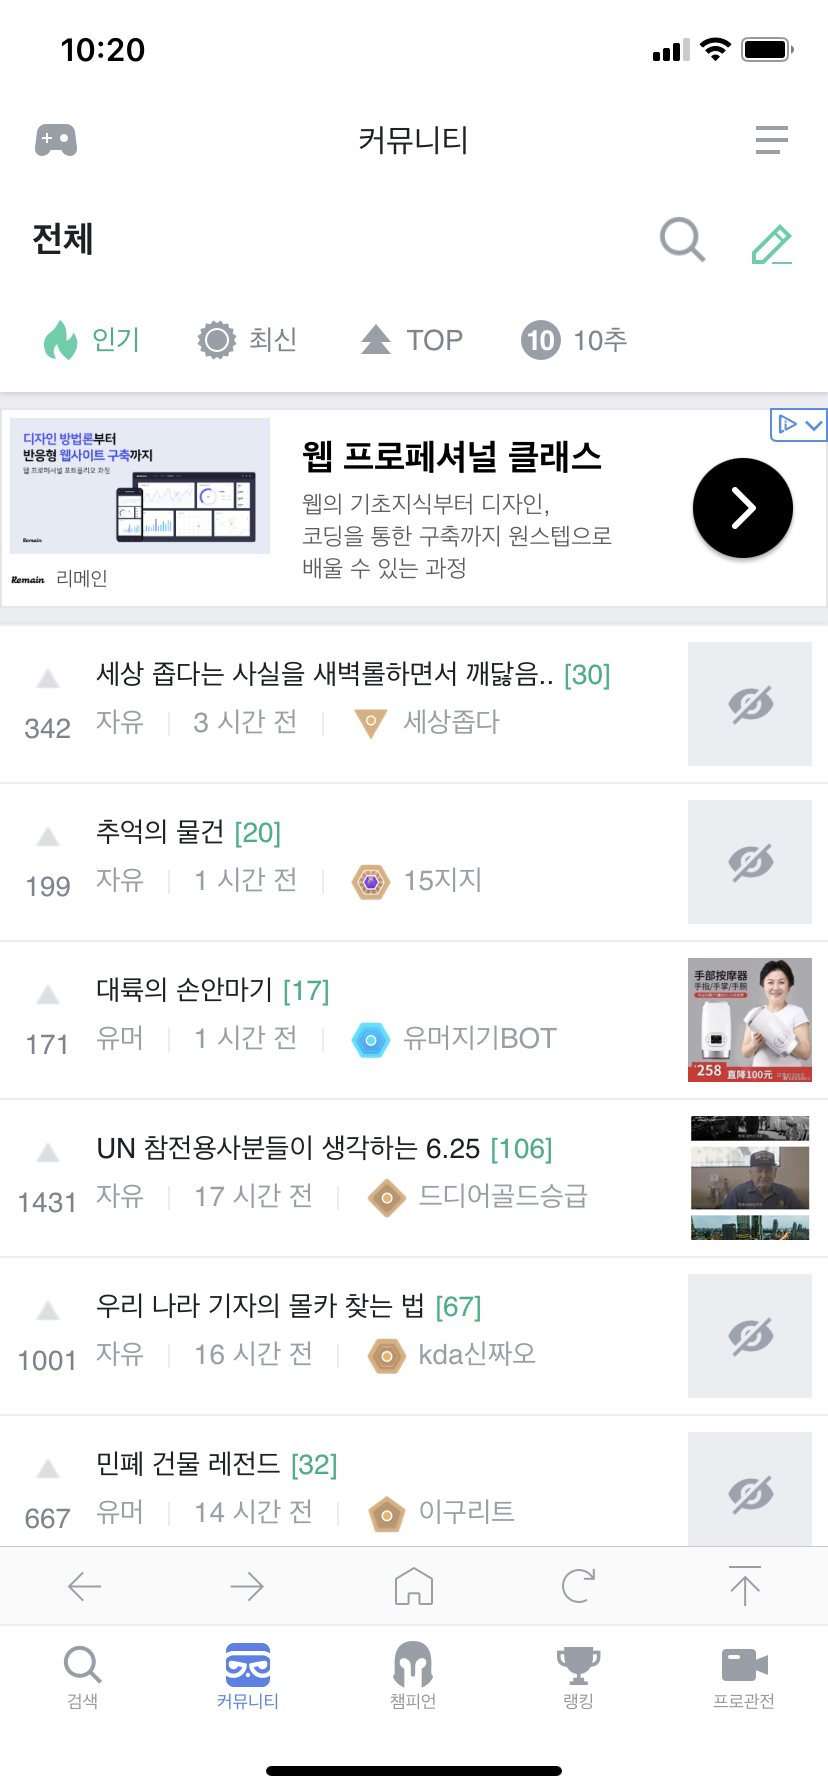 10:20
커뮤니티
전체
인기 최신 TOP 10 10추
디자인 방법론부터
반응형 웹사이트 구축까지
웹 프로페셔널 포트폴리오 과정
Remain
Remain 리메인
웹 프로페셔널 클래스
웹의 기초지식부터 디자인,
코딩을 통한 구축까지 원스텝으로
배울 수 있는 과정
세상 좁다는 사실을 새벽롤하면서 깨닳음.. [30]
342 자유 3 시간 전 세상좁다
추억의 물건 [20]
199 자유 1 시간 전 15지지
대륙의 손안마기 [17]
171 유머 1 시간 전 유머지기BOT
手部按摩器
手指/手掌/手腕
258 直降100元
UN 참전용사분들이 생각하는 6.25 [106]
1431 자유 17 시간 전 드디어골드승급
우리 나라 기자의 몰카 찾는 법 [67]
1001 자유 16 시간 전 kda신짜오
민폐 건물 레전드 [32]
667 유머 14 시간 전 이구리트
검색 커뮤니티 챔피언 랭킹 프로관전